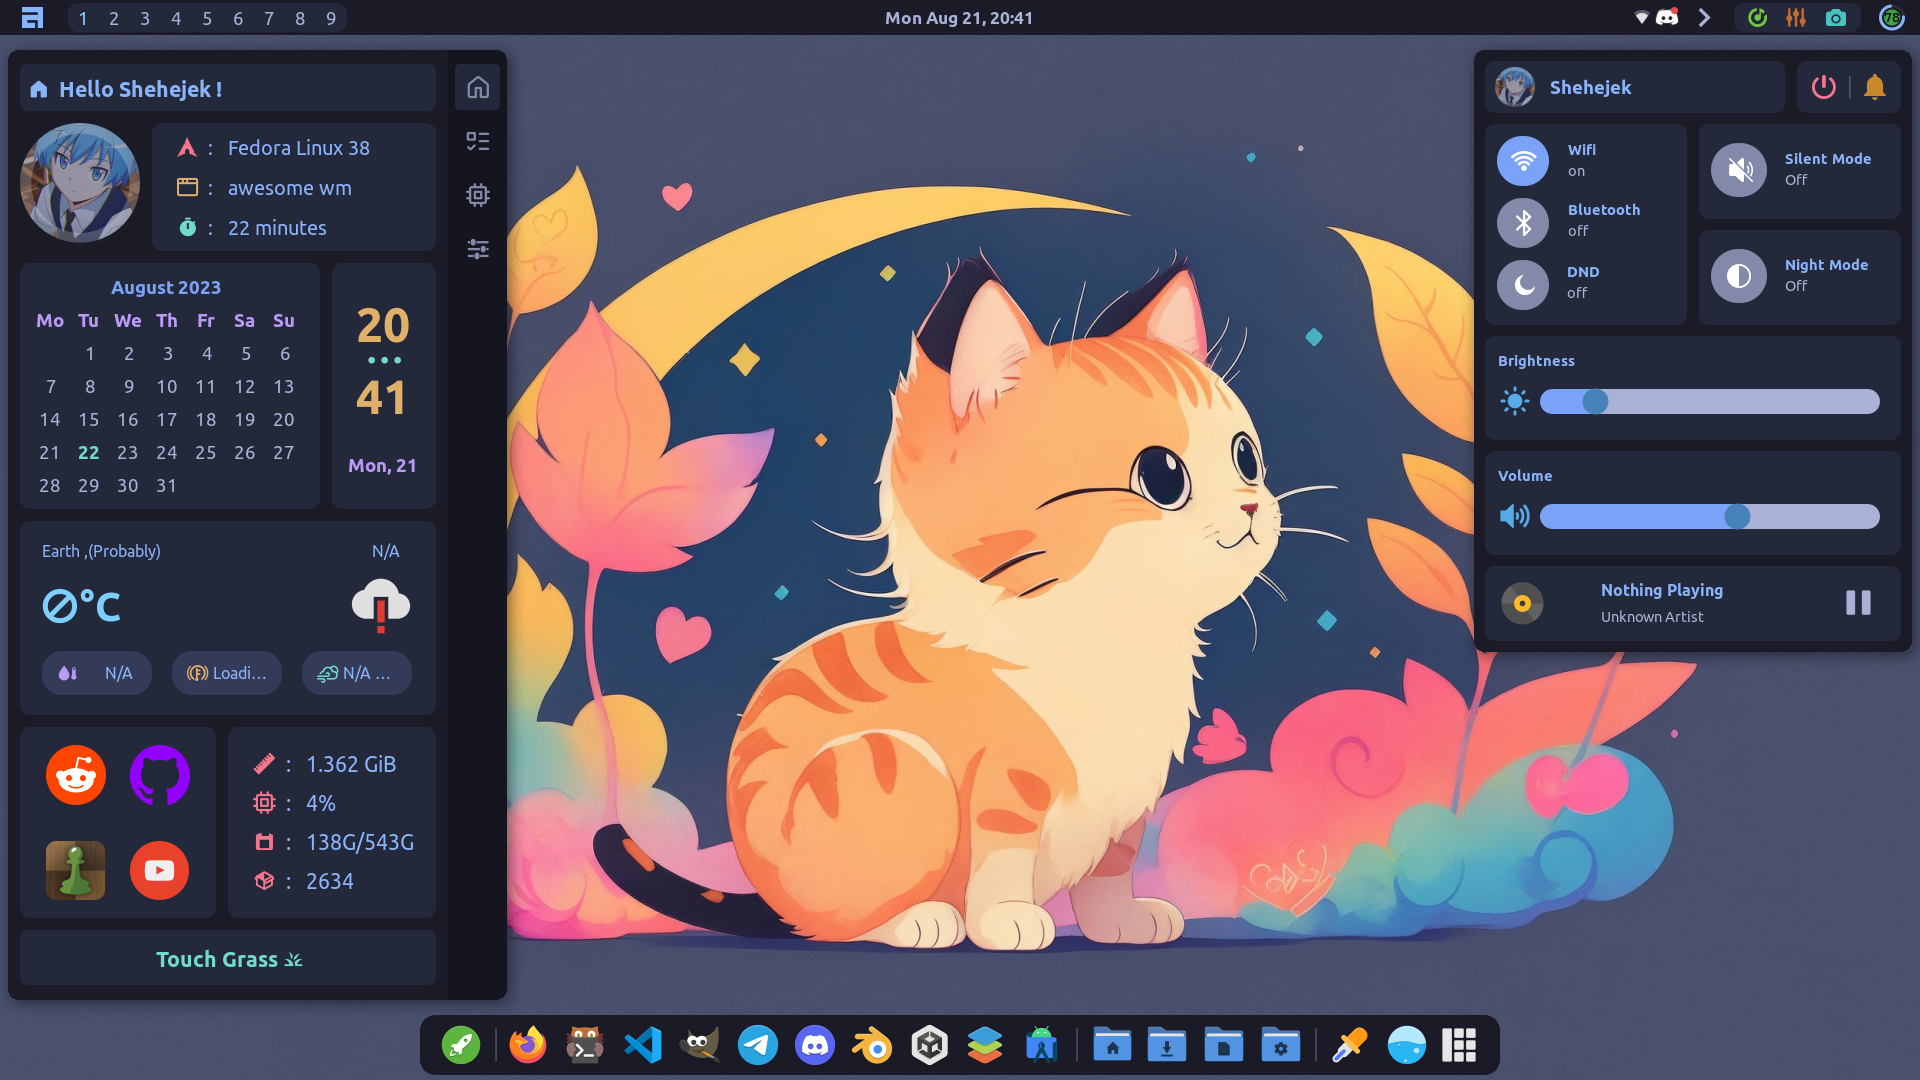 1 2 3 4 5 6 7 8 9
Mon Aug 21, 20:41
78
Hello Shehejek !
: Fedora Linux 38
: awesome wm
: 22 minutes
August 2023
Mo Tu We Th Fr Sa Su
1 2 3 4 5 6
7 8 9 10 11 12 13
14 15 16 17 18 19 20
21 22 23 24 25 26 27
28 29 30 31
20
41
Mon, 21
Earth ,(Probably)
N/A
0°C
N/A
Loadi...
N/A ...
: 1.362 GiB
: 4%
: 138G/543G
: 2634
Touch Grass
Shehejek
Wifi
on
Bluetooth
off
DND
off
Silent Mode
Off
Night Mode
Off
Brightness
Volume
Nothing Playing
Unknown Artist